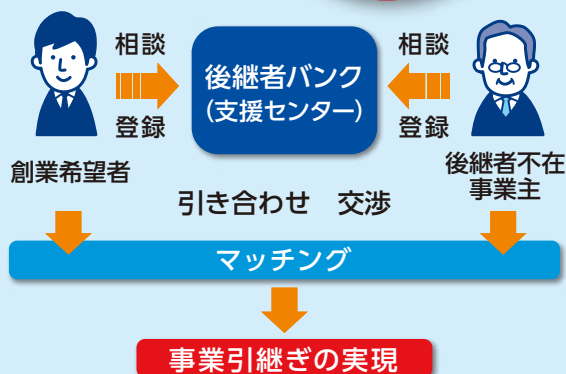 相談
登録
後継者バンク
(支援センター)
相談
登録
創業希望者
後継者不在
事業主
引き合わせ　交渉
マッチング
事業引継ぎの実現